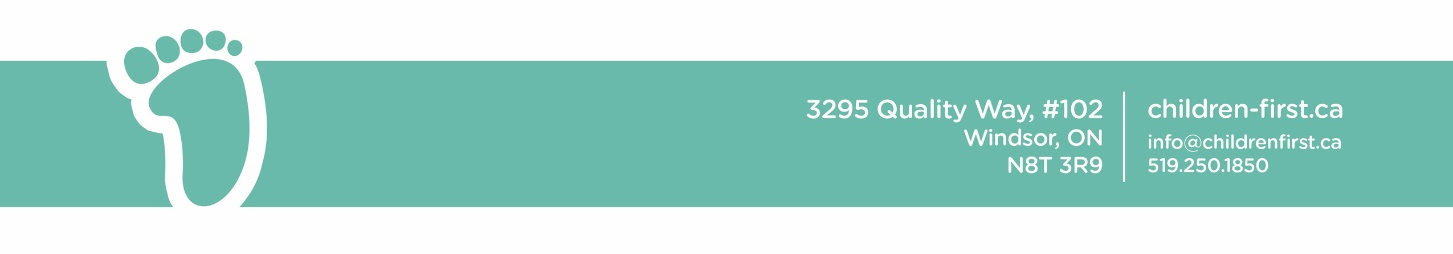 3295 Quality Way, #102
Windsor, ON
N8T 3R9
children-first.ca
info@childrenfirst.ca
519.250.1850